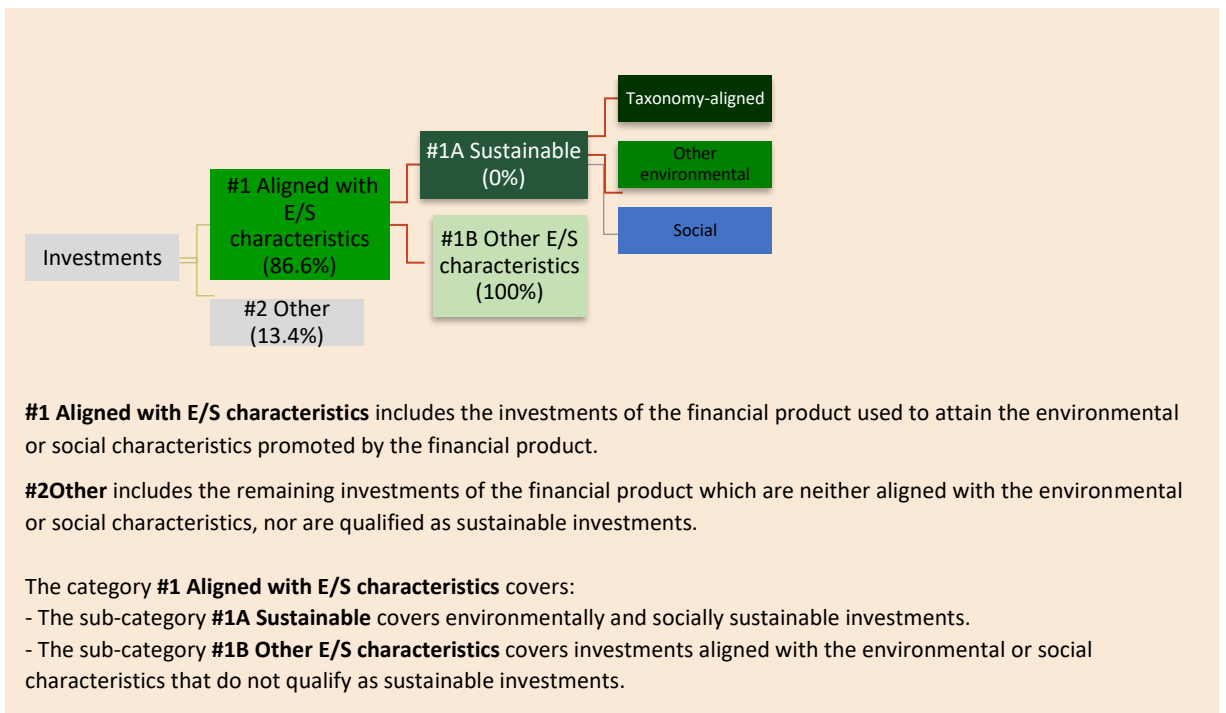 Taxonomy-aligned
#1A Sustainable
(0%)
Other
environmental
#1 Aligned with
E/S
characteristics
(86.6%)
Social
#1B Other E/S
characteristics
(100%)
Investments
#2 Other
(13.4%)
#1 Aligned with E/S characteristics includes the investments of the financial product used to attain the environmental
or social characteristics promoted by the financial product.
#2Other includes the remaining investments of the financial product which are neither aligned with the environmental
or social characteristics, nor are qualified as sustainable investments.
The category #1 Aligned with E/S characteristics covers:
- The sub-category #1A Sustainable covers environmentally and socially sustainable investments.
- The sub-category #1B Other E/S characteristics covers investments aligned with the environmental or social
characteristics that do not qualify as sustainable investments.